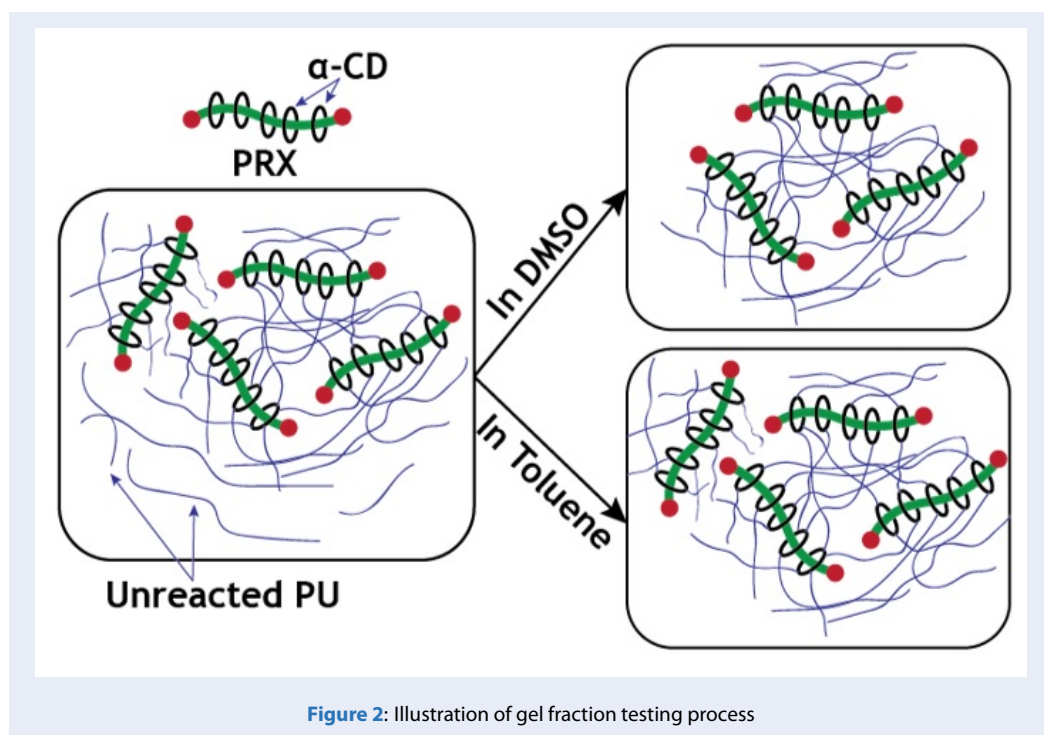 α-CD
PRX
In DMSO
In Toluene
Unreacted PU
Figure 2: Illustration of gel fraction testing process